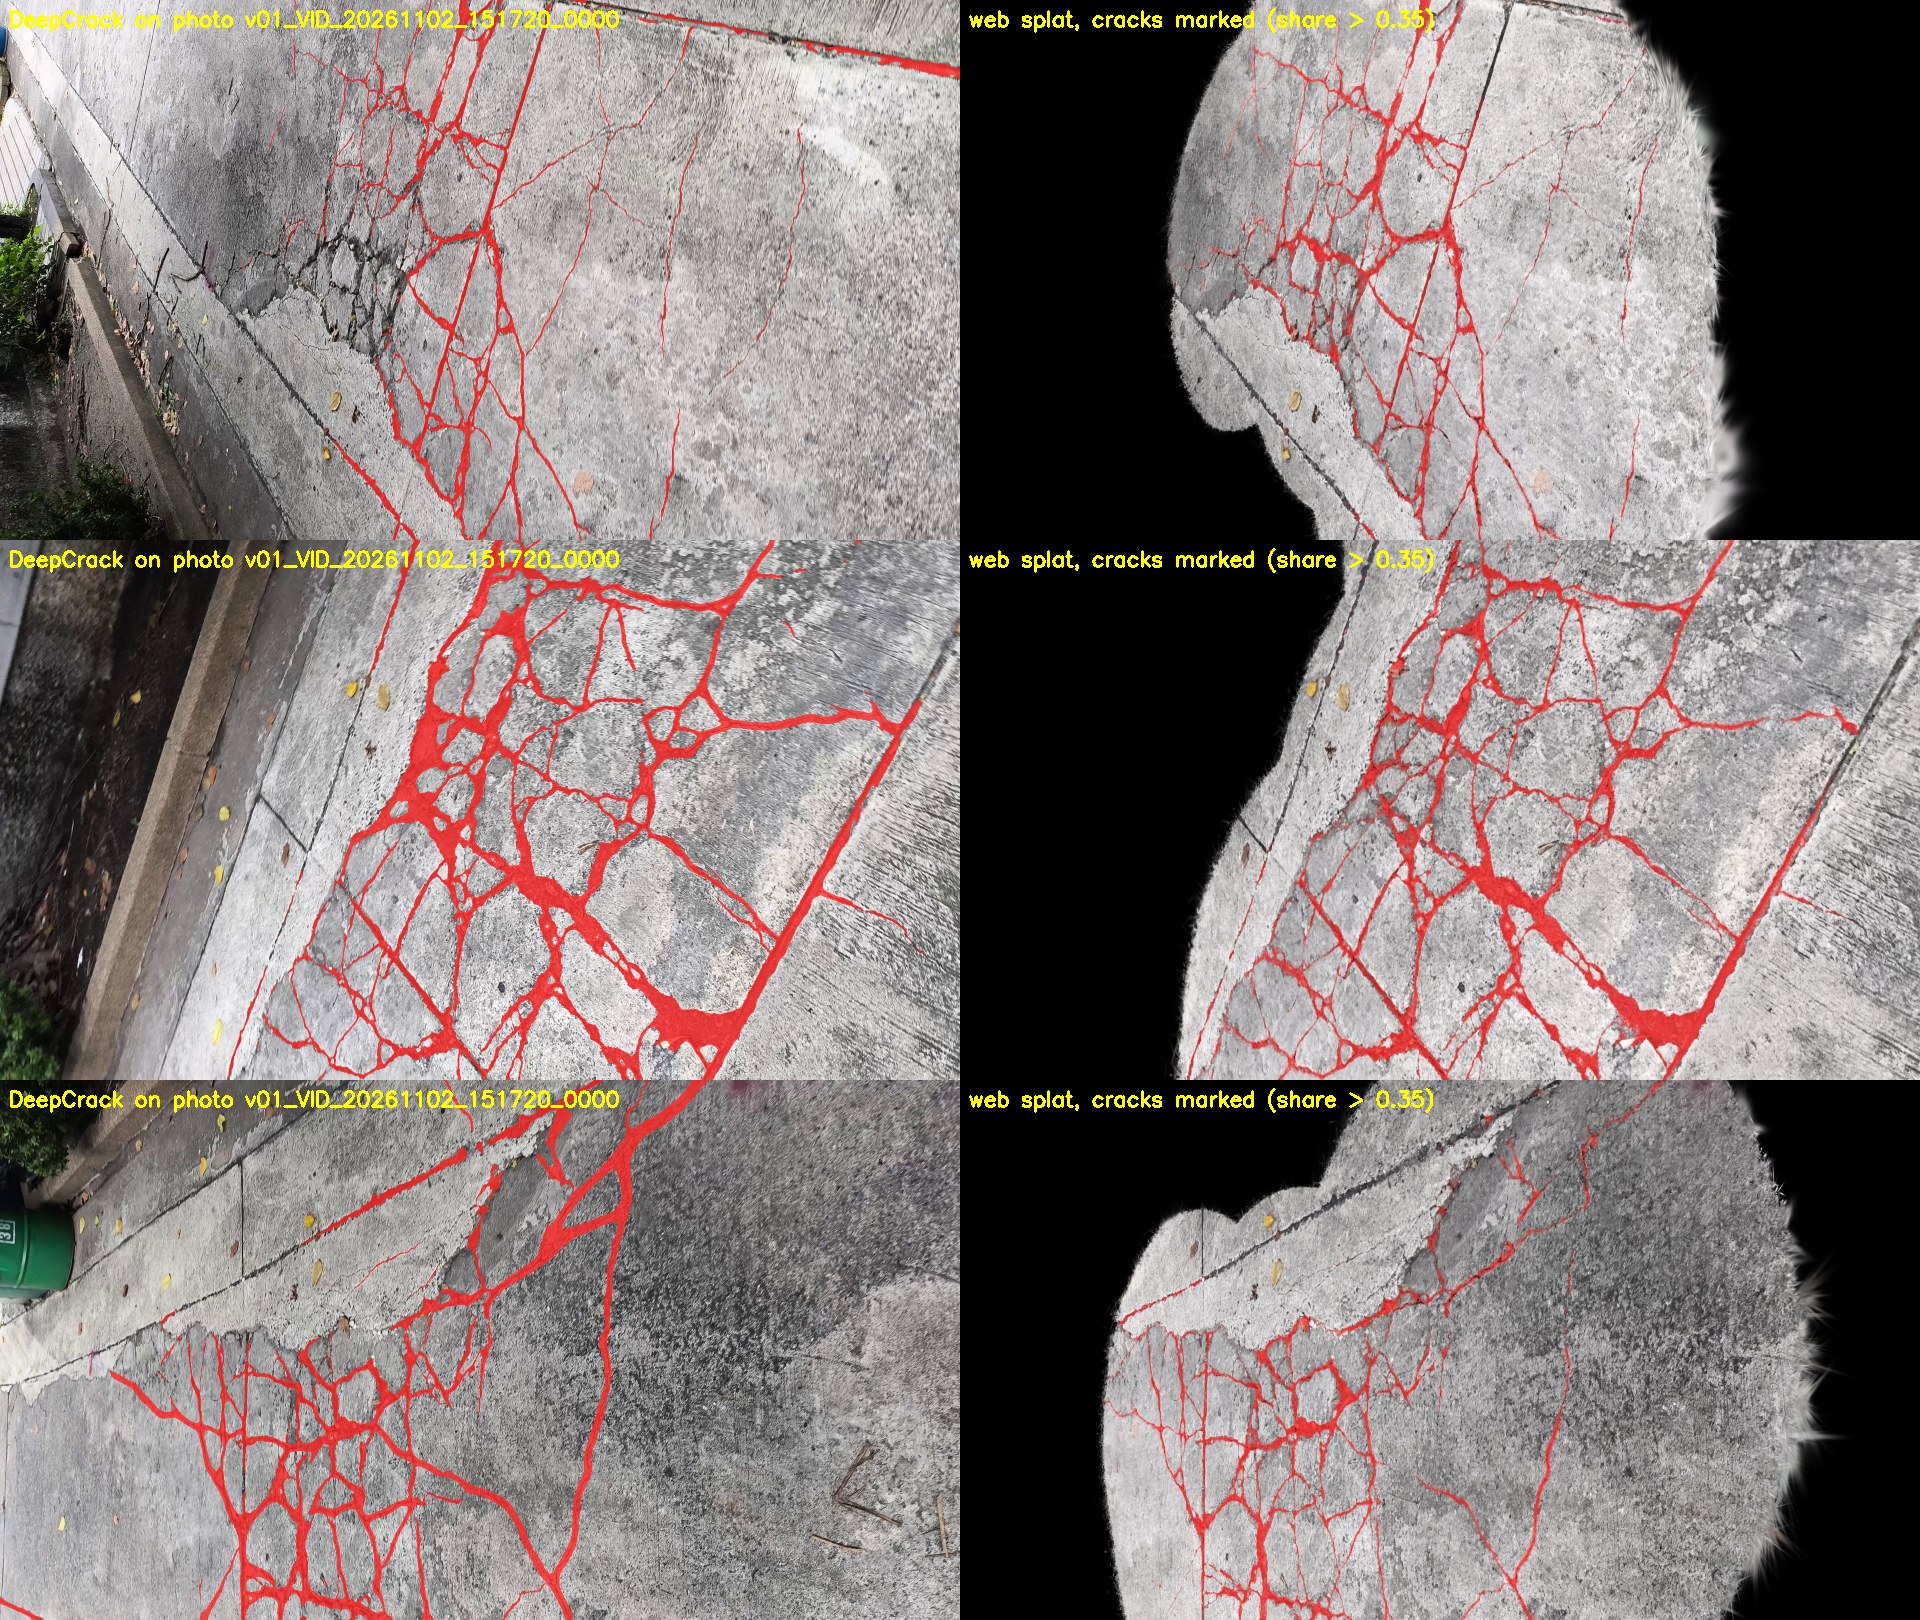 DeepCrack on photo v01_VID_20261102_151720_0000
web splat, cracks marked (share > 0.35)
DeepCrack on photo v01_VID_20261102_151720_0000
web splat, cracks marked (share > 0.35)
DeepCrack on photo v01_VID_20261102_151720_0000
web splat, cracks marked (share > 0.35)